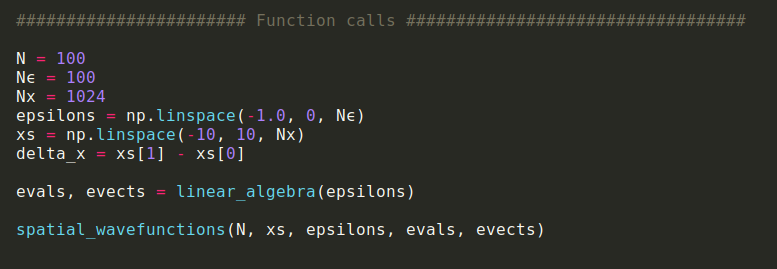 ####################### Function calls ##################################
N = 100
Nϵ = 100
Nx = 1024
epsilons = np.linspace(-1.0, 0, Nϵ)
xs = np.linspace(-10, 10, Nx)
delta_x = xs[1] - xs[0]
evals, evects = linear_algebra(epsilons)
spatial_wavefunctions(N, xs, epsilons, evals, evects)